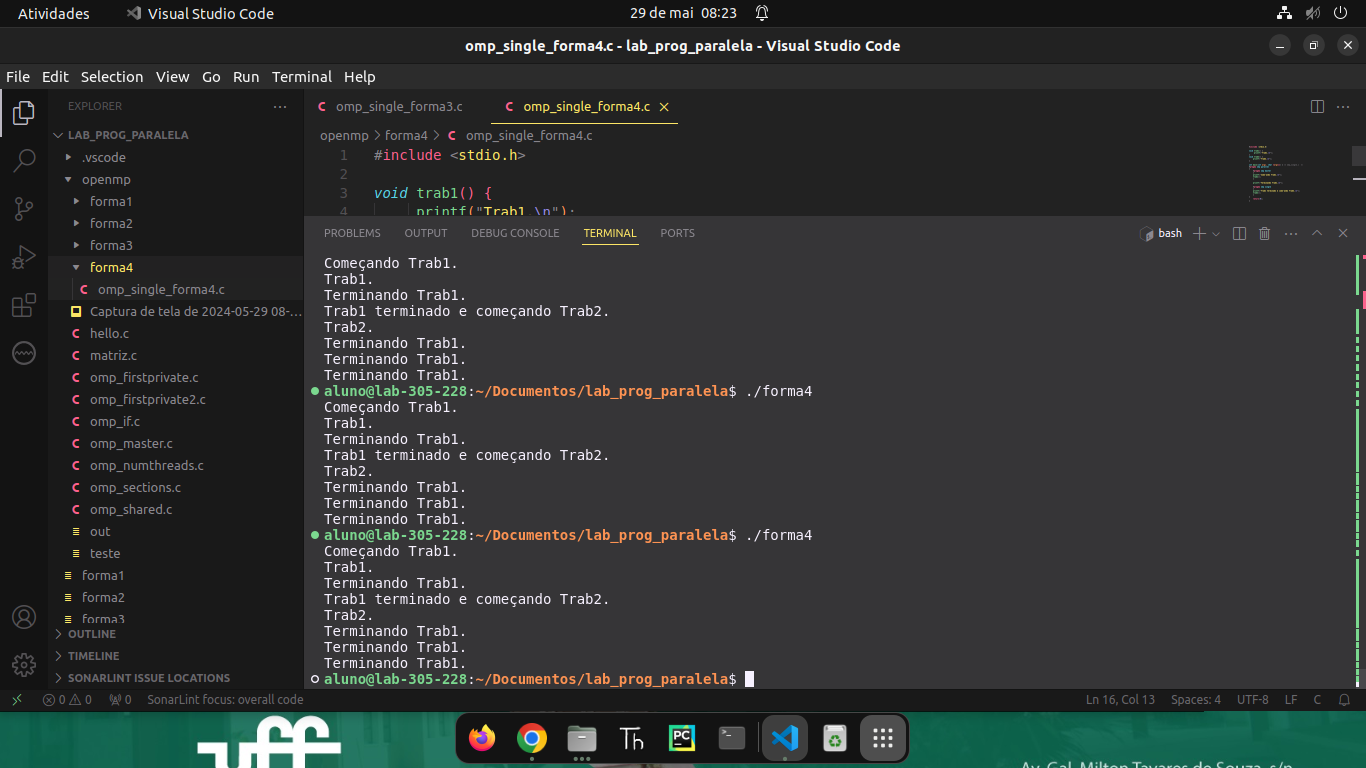 Atividades Visual Studio Code 29 de mai 08:23
omp_single_forma4.c - lab_prog_paralela - Visual Studio Code
File Edit Selection View Go Run Terminal Help
EXPLORER ...
LAB_PROG_PARALELA
.vscode
openmp
forma1
forma2
forma3
forma4
omp_single_forma4.c
Captura de tela de 2024-05-29 08-...
hello.c
matriz.c
omp_firstprivate.c
omp_firstprivate2.c
omp_if.c
omp_master.c
omp_numthreads.c
omp_sections.c
omp_shared.c
out
teste
forma1
forma2
forma3
OUTLINE
TIMELINE
SONARLINT ISSUE LOCATIONS
C omp_single_forma3.c C omp_single_forma4.c
openmp > forma4 > C omp_single_forma4.c
1 #include <stdio.h>
2
3 void trab1() {
4 printf("Trab1.\n");
PROBLEMS OUTPUT DEBUG CONSOLE TERMINAL PORTS bash
Começando Trab1.
Trab1.
Terminando Trab1.
Trab1 terminado e começando Trab2.
Trab2.
Terminando Trab1.
Terminando Trab1.
Terminando Trab1.
aluno@lab-305-228:~/Documentos/lab_prog_paralela$ ./forma4
Começando Trab1.
Trab1.
Terminando Trab1.
Trab1 terminado e começando Trab2.
Trab2.
Terminando Trab1.
Terminando Trab1.
Terminando Trab1.
aluno@lab-305-228:~/Documentos/lab_prog_paralela$ ./forma4
Começando Trab1.
Trab1.
Terminando Trab1.
Trab1 terminado e começando Trab2.
Trab2.
Terminando Trab1.
Terminando Trab1.
Terminando Trab1.
aluno@lab-305-228:~/Documentos/lab_prog_paralela$
0 0 0 SonarLint focus: overall code Ln 16, Col 13 Spaces: 4 UTF-8 LF C
uff
Th
PC
Av. Gal. Milton Tavares de Souza, s/n